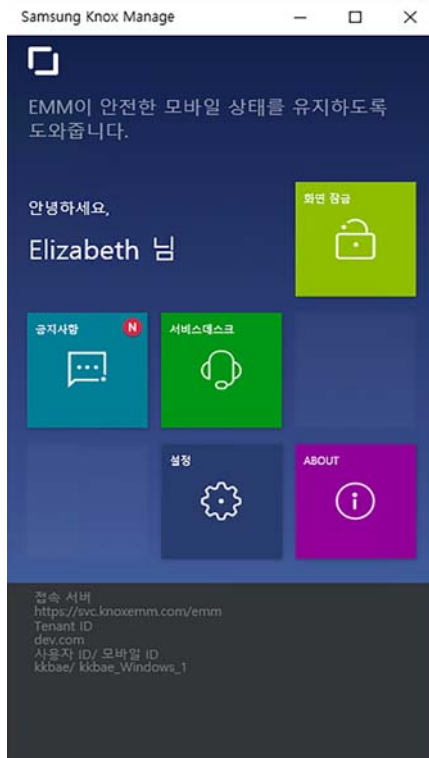 Samsung Knox Manage
EMM이 안전한 모바일 상태를 유지하도록
도와줍니다.
안녕하세요,
Elizabeth 님
화면 잠금
공지사항
N
서비스데스크
설정
ABOUT
접속 서버
https://svc.knoxemm.com/emm
Tenant ID
dev.com
사용자 ID/ 모바일 ID
kkbae/ kkbae_Windows_1